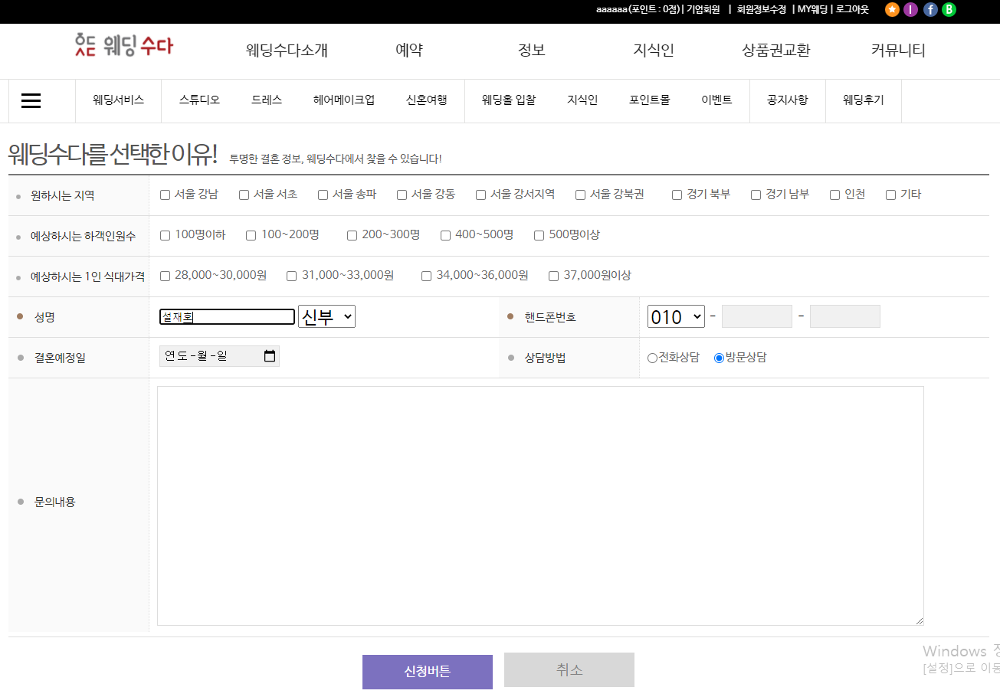 aaaaaa(포인트 : 0점) | 기업회원 | 회원정보수정 | MY웨딩 | 로그아웃
웨딩 수다 웨딩수다소개 예약 정보 지식인 상품권교환 커뮤니티
웨딩서비스 스튜디오 드레스 헤어메이크업 신혼여행 웨딩홀 입찰 지식인 포인트몰 이벤트 공지사항 웨딩후기
웨딩수다를 선택한 이유! 투명한 결혼 정보, 웨딩수다에서 찾을 수 있습니다!
원하시는 지역 서울 강남 서울 서초 서울 송파 서울 강동 서울 강서지역 서울 강북권 경기 북부 경기 남부 인천 기타
예상하시는 하객인원수 100명이하 100~200명 200~300명 400~500명 500명이상
예상하시는 1인 식대가격 28,000~30,000원 31,000~33,000원 34,000~36,000원 37,000원이상
성명 설재호 신부 핸드폰번호 010 - -
결혼예정일 연도-월-일 상담방법 전화상담 방문상담
문의내용
신청버튼 취소
Windows 정
[설정]으로 이동